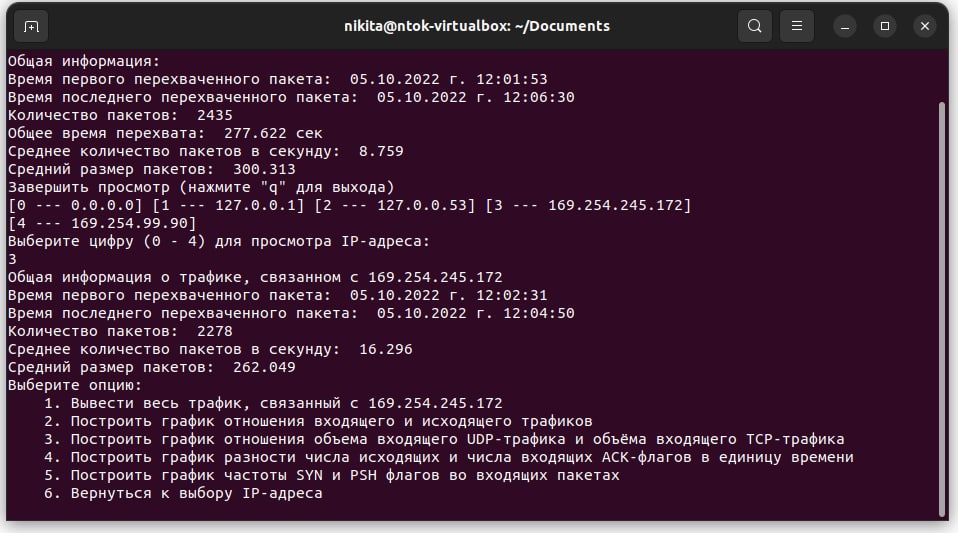 nikita@ntok-virtualbox: ~/Documents
Общая информация:
Время первого перехваченного пакета:  05.10.2022 г. 12:01:53
Время последнего перехваченного пакета:  05.10.2022 г. 12:06:30
Количество пакетов:  2435
Общее время перехвата:  277.622 сек
Среднее количество пакетов в секунду:  8.759
Средний размер пакетов:  300.313
Завершить просмотр (нажмите "q" для выхода)
[0 --- 0.0.0.0] [1 --- 127.0.0.1] [2 --- 127.0.0.53] [3 --- 169.254.245.172]
[4 --- 169.254.99.90]
Выберите цифру (0 - 4) для просмотра IP-адреса:
3
Общая информация о трафике, связанном с 169.254.245.172
Время первого перехваченного пакета:  05.10.2022 г. 12:02:31
Время последнего перехваченного пакета:  05.10.2022 г. 12:04:50
Количество пакетов:  2278
Среднее количество пакетов в секунду:  16.296
Средний размер пакетов:  262.049
Выберите опцию:
    1. Вывести весь трафик, связанный с 169.254.245.172
    2. Построить график отношения входящего и исходящего трафиков
    3. Построить график отношения объема входящего UDP-трафика и объёма входящего TCP-трафика
    4. Построить график разности числа исходящих и числа входящих ACK-флагов в единицу времени
    5. Построить график частоты SYN и PSH флагов во входящих пакетах
    6. Вернуться к выбору IP-адреса